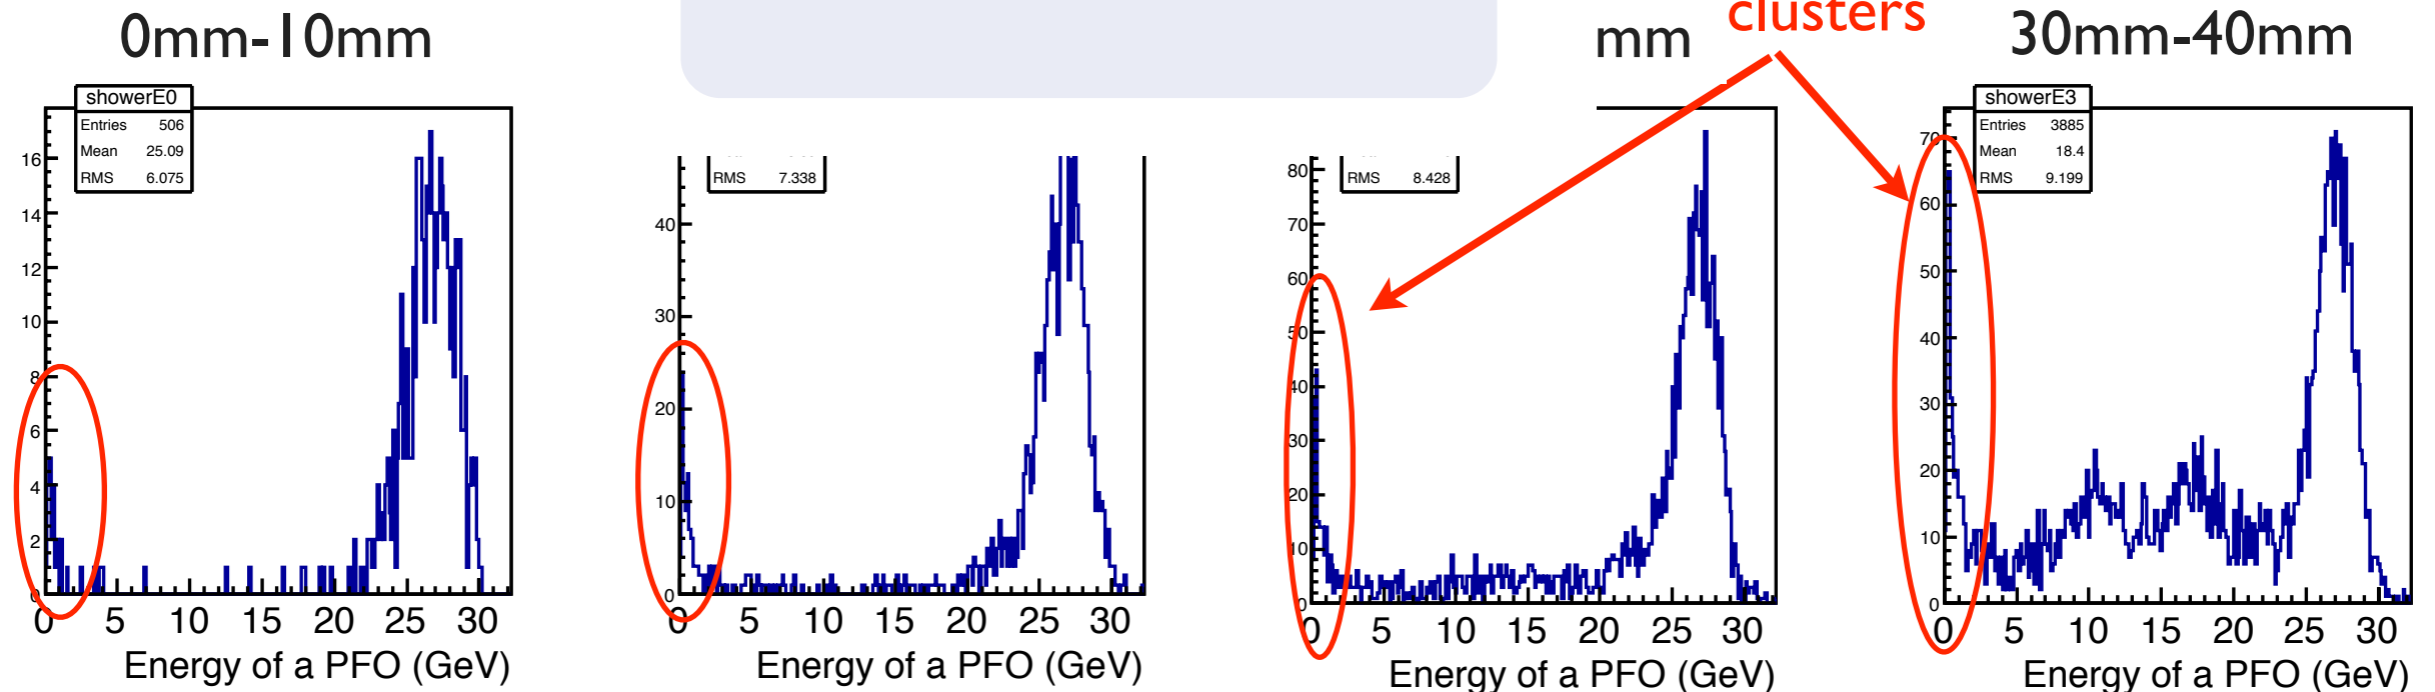 0mm-10mm
mm
clusters
30mm-40mm
showerE0
Entries 506
Mean 25.09
RMS 6.075
16
14
12
10
8
6
4
2
0
0 5 10 15 20 25 30
Energy of a PFO (GeV)
RMS 7.338
40
30
20
10
0
0 5 10 15 20 25 30
Energy of a PFO (GeV)
RMS 8.428
80
70
60
50
40
30
20
10
0
0 5 10 15 20 25 30
Energy of a PFO (GeV)
showerE3
Entries 3885
Mean 18.4
RMS 9.199
70
60
50
40
30
20
10
0
0 5 10 15 20 25 30
Energy of a PFO (GeV)